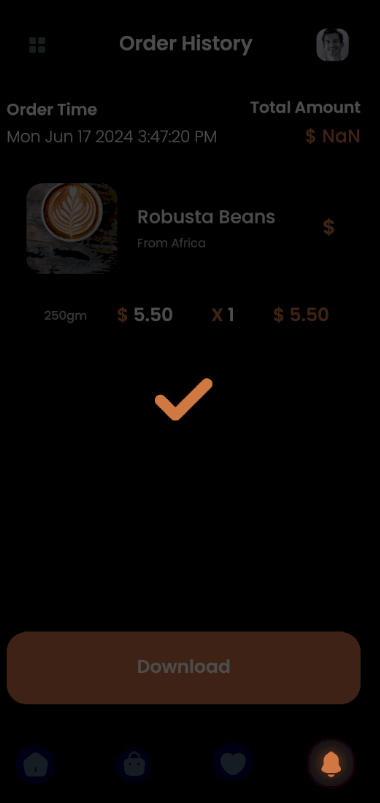 Order History
Order Time
Total Amount
Mon Jun 17 2024 3:47:20 PM
$ NaN
Robusta Beans
$
From Africa
250gm $ 5.50 X 1 $ 5.50
Download